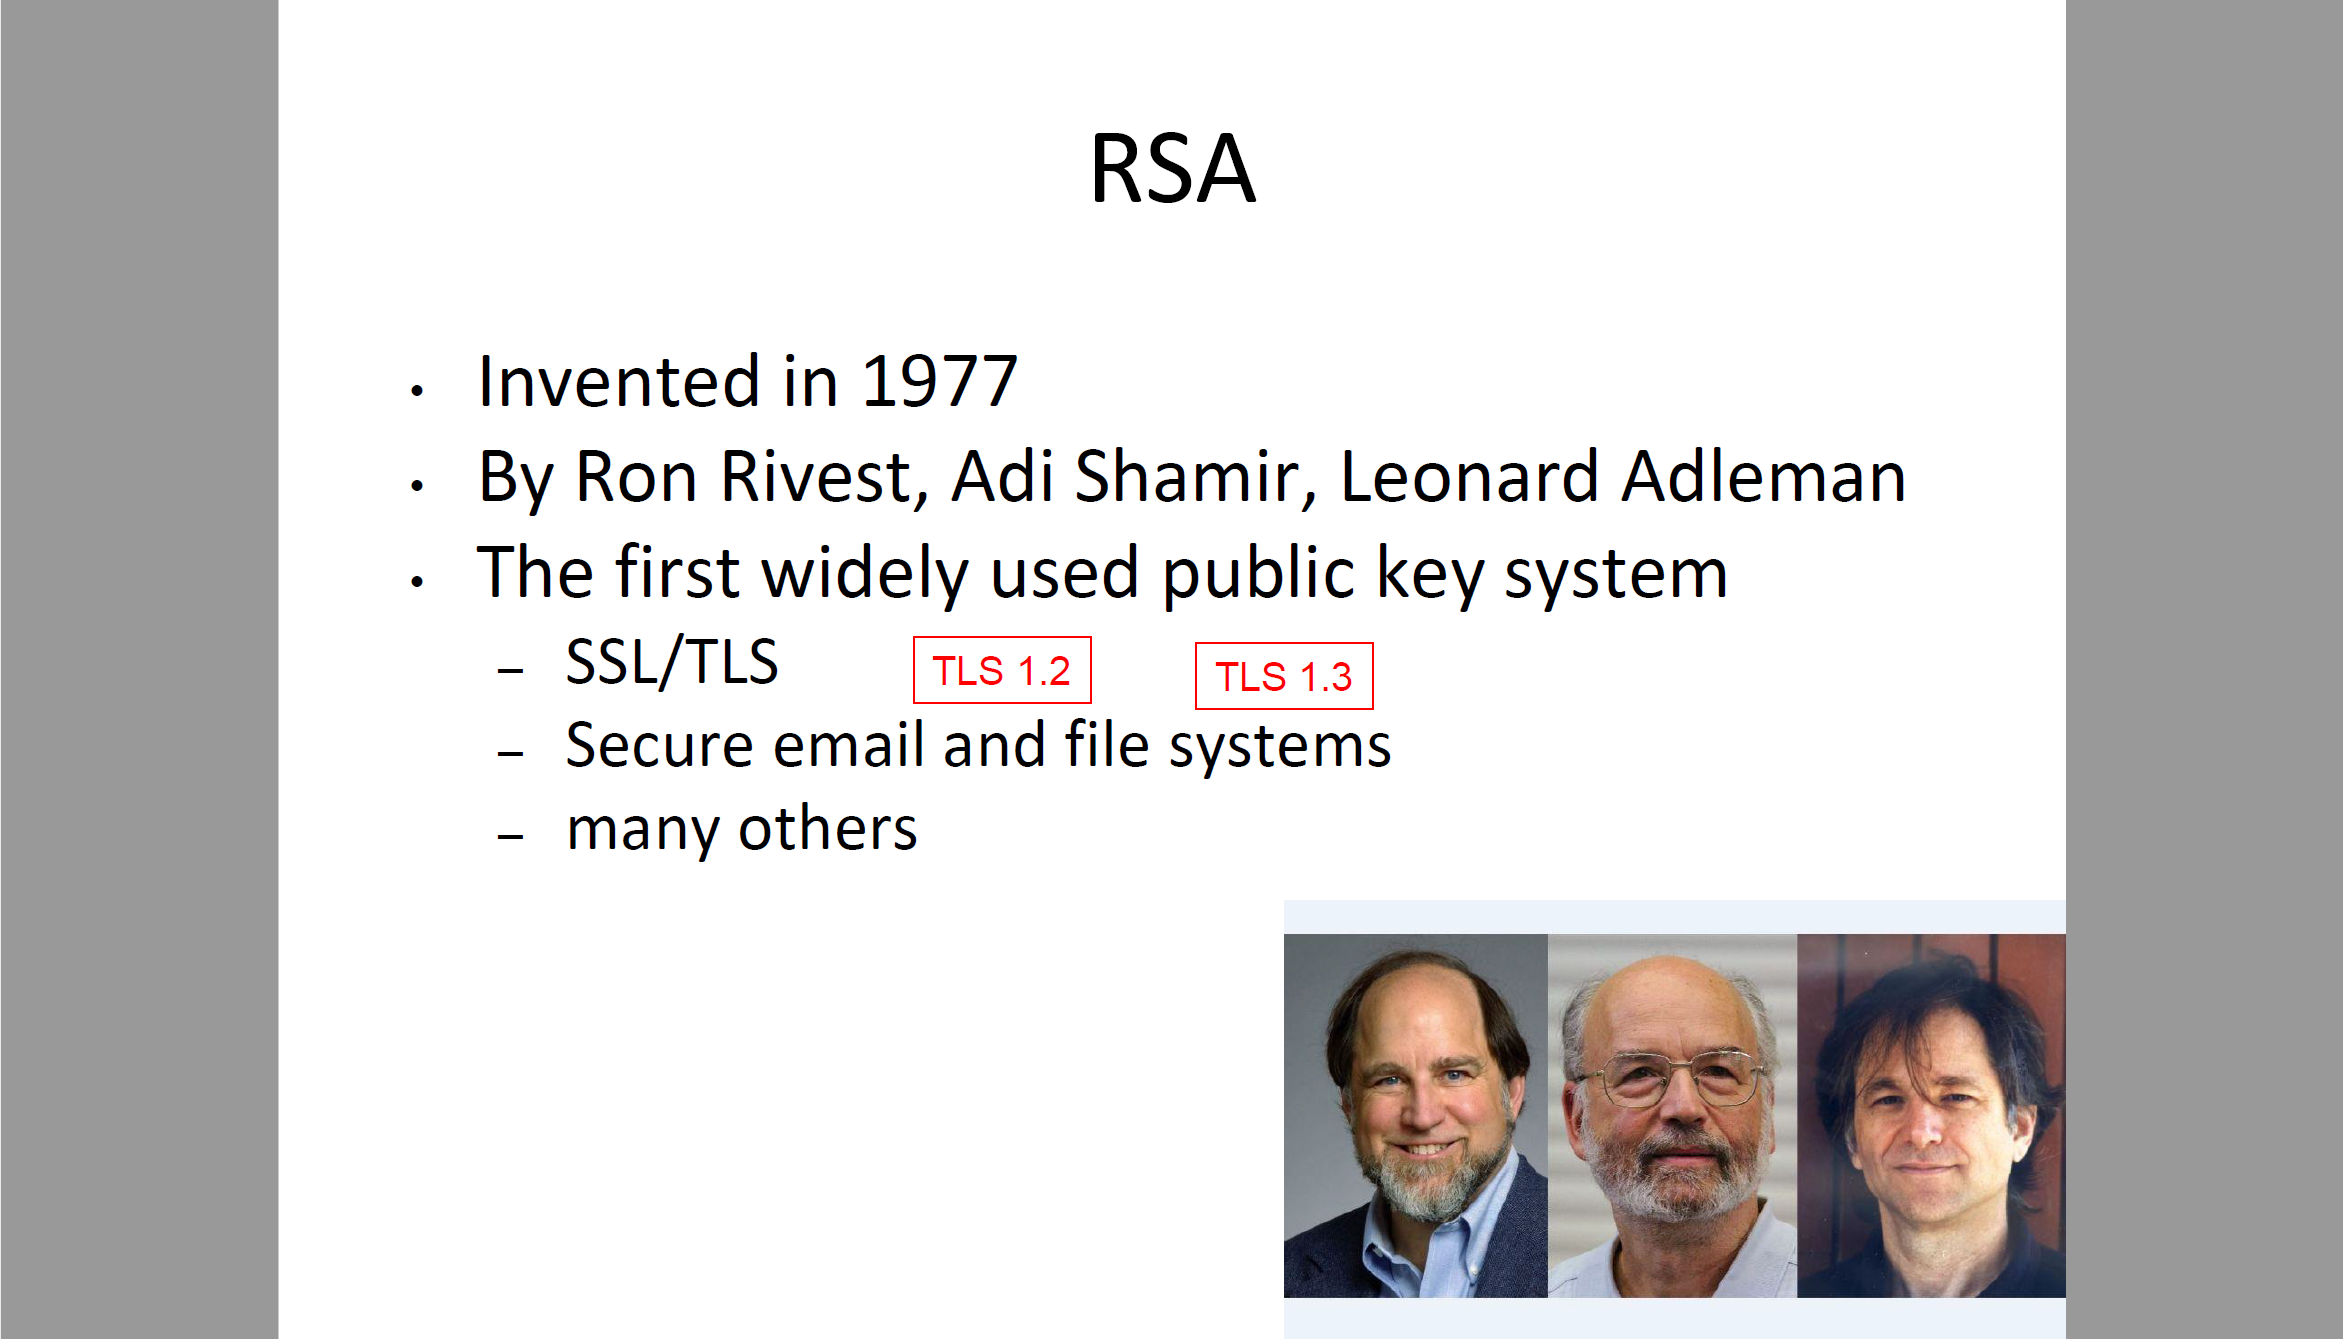 RSA
• Invented in 1977
• By Ron Rivest, Adi Shamir, Leonard Adleman
• The first widely used public key system
– SSL/TLS TLS 1.2 TLS 1.3
– Secure email and file systems
– many others